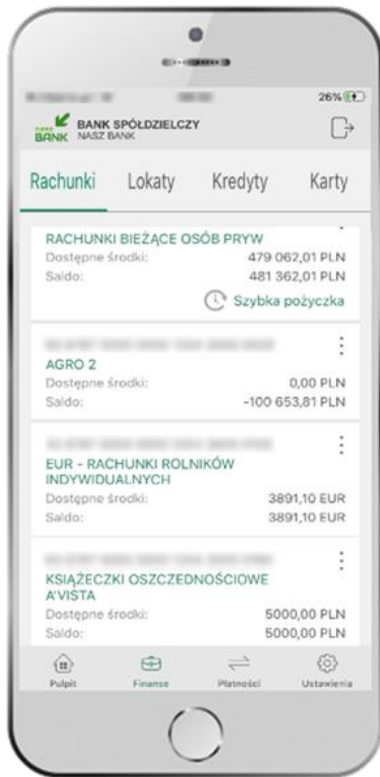 26%
nasz
BANK
BANK SPÓŁDZIELCZY
NASZ BANK
Rachunki Lokaty Kredyty Karty
RACHUNKI BIEŻĄCE OSÓB PRYW
Dostępne środki: 479 062,01 PLN
Saldo: 481 362,01 PLN
Szybka pożyczka
AGRO 2
Dostępne środki: 0,00 PLN
Saldo: -100 653,81 PLN
EUR - RACHUNKI ROLNIKÓW
INDYWIDUALNYCH
Dostępne środki: 3891,10 EUR
Saldo: 3891,10 EUR
KSIĄŻECZKI OSZCZEDNOŚCIOWE
A'VISTA
Dostępne środki: 5000,00 PLN
Saldo: 5000,00 PLN
Pulpit Finanse Płatności Ustawienia